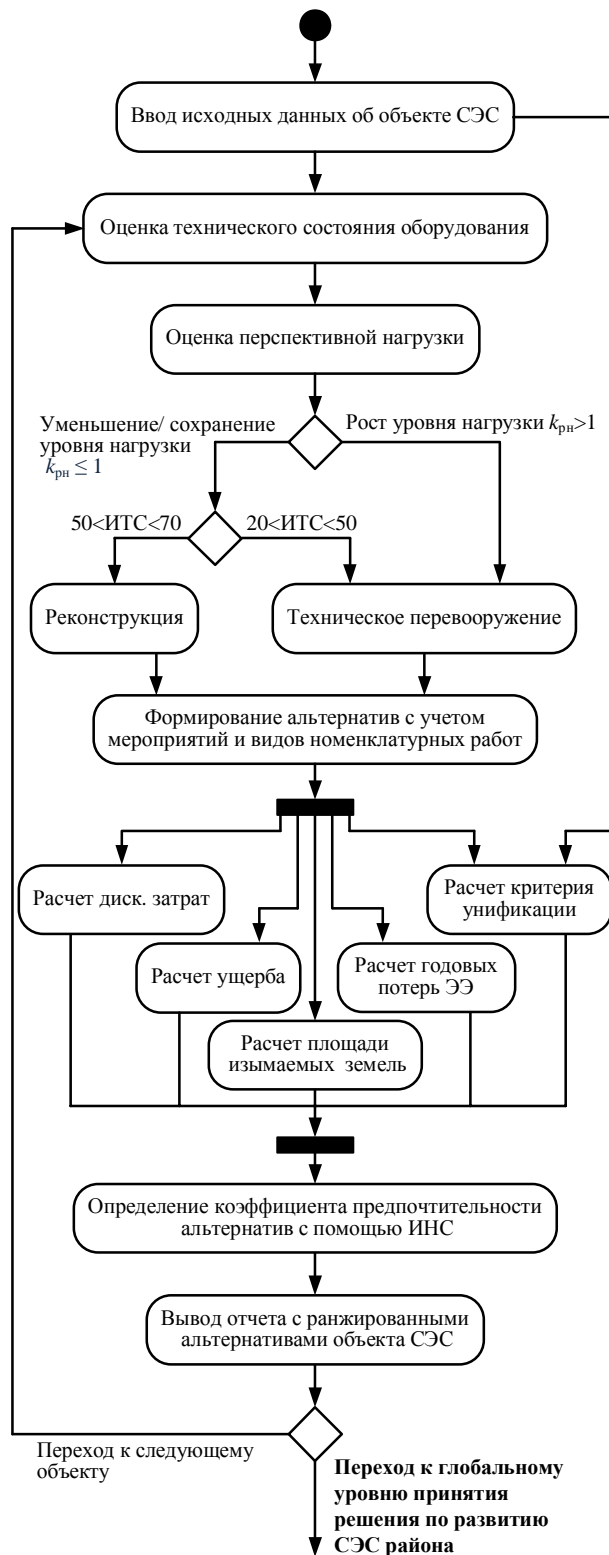 Ввод исходных данных об объекте СЭС
Оценка технического состояния оборудования
Оценка перспективной нагрузки
Уменьшение/ сохранение
уровня нагрузки
kрн ≤ 1
Рост уровня нагрузки kрн>1
50<ИТС<70
20<ИТС<50
Реконструкция
Техническое перевооружение
Формирование альтернатив с учетом
мероприятий и видов номенклатурных работ
Расчет диск. затрат
Расчет критерия
унификации
Расчет ущерба
Расчет годовых
потерь ЭЭ
Расчет площади
изымаемых земель
Определение коэффициента предпочтительности
альтернатив с помощью ИНС
Вывод отчета с ранжированными
альтернативами объекта СЭС
Переход к следующему
объекту
Переход к глобальному
уровню принятия
решения по развитию
СЭС района